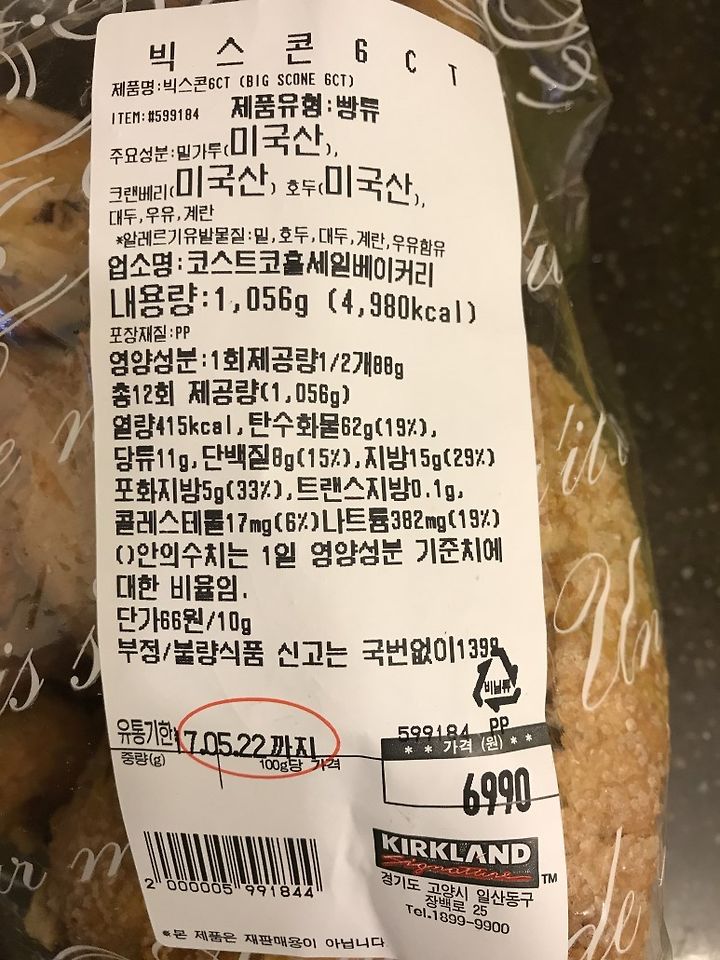 빅 스 콘 6 C T
제품명:빅스콘6CT (BIG SCONE 6CT)
ITEM:#599184 제품유형:빵류
주요성분:밀가루(미국산),
크랜베리(미국산) 호두(미국산),
대두,우유,계란
*알레르기유발물질:밀,호두,대두,계란,우유함유
업소명:코스트코홀세일베이커리
내용량:1,056g (4,980kcal)
포장재질:PP
영양성분:1회제공량1/2개88g
총12회 제공량(1,056g)
열량415kcal,탄수화물62g(19%),
당류11g,단백질8g(15%),지방15g(29%)
포화지방5g(33%),트랜스지방0.1g,
콜레스테롤17mg(6%)나트륨382mg(19%)
()안의수치는 1일 영양성분 기준치에
대한 비율임.
단가66원/10g
부정/불량식품 신고는 국번없이1399
비닐류
유통기한17.05.22까지
599184 PP
중량(g) 100g당 가격
* * 가격 (원) * *
6990
KIRKLAND
Signature TM
2 000005 991844
경기도 고양시 일산동구
장백로 25
Tel.1899-9900
*본 제품은 재판매용이 아닙니다